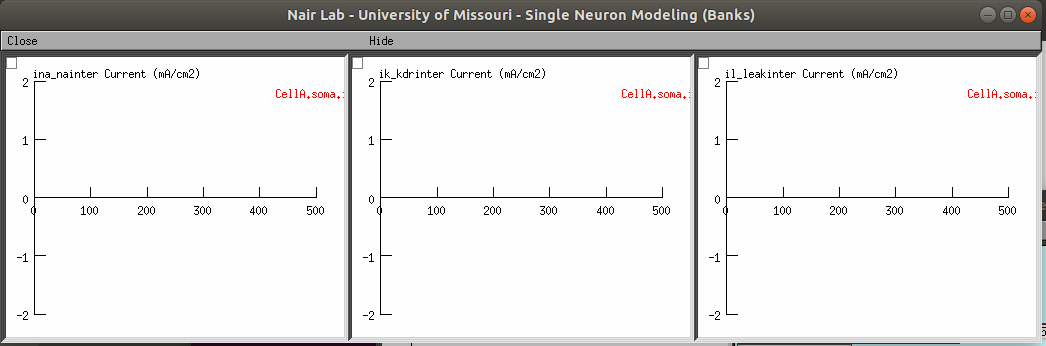 Nair Lab - University of Missouri - Single Neuron Modeling (Banks)
Close Hide
ina_nainter Current (mA/cm2)
CellA.soma.
2
1
0
-1
-2
0 100 200 300 400 500
ik_kdrinter Current (mA/cm2)
CellA.soma.
2
1
0
-1
-2
0 100 200 300 400 500
il_leakinter Current (mA/cm2)
CellA.soma.
2
1
0
-1
-2
0 100 200 300 400 500